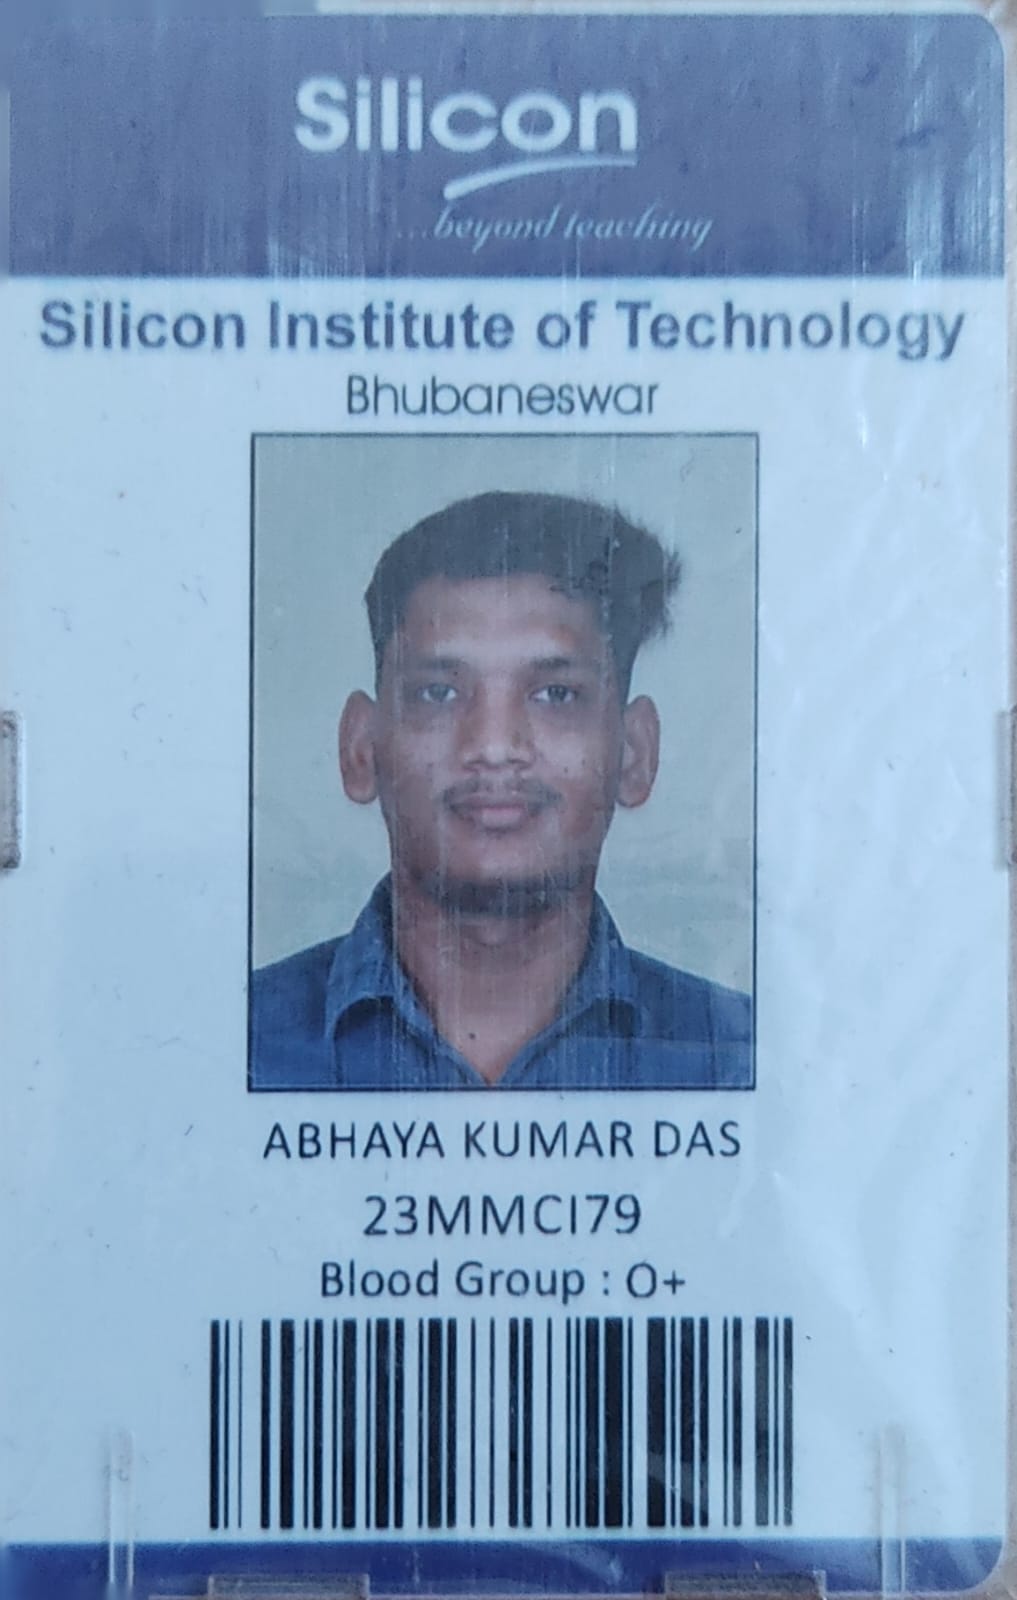 Silicon
...beyond teaching
Silicon Institute of Technology
Bhubaneswar
ABHAYA KUMAR DAS
23MMCI79
Blood Group : O+